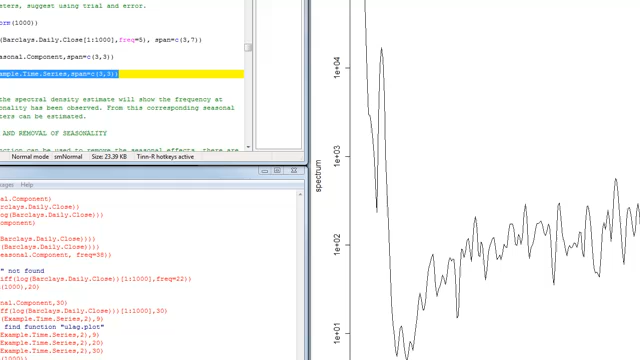 ters, suggest using trial and error.
orm(1000))
(Barclays.Daily.Close[1:1000],freq=5), span=c(3,7))
asonal.Component,span=c(3,3))
ample.Time.Series,span=c(3,3))
the spectral density estimate will show the frequency at
onality has been observed. From this corresponding seasonal
ters can be estimated.
AND REMOVAL OF SEASONALITY
ction can be used to remove the seasonal effects, there are
Normal mode smNormal Size: 23.39 KB Tinn-R hotkeys active
ages Help
al.Component)
arclays.Daily.Close)
log(Barclays.Daily.Close))
omponent)
(Barclays.Daily.Close)))
(Barclays.Daily.Close)))
easonal.Component, freq=38))
" not found
iff(log(Barclays.Daily.Close))[1:1000],freq=22)
(1000),20)
nal.Component,30)
iff(log(Barclays.Daily.Close))[1:1000],30)
(Example.Time.Series,2),9)
find function "ulag.plot"
Example.Time.Series,2),9)
Example.Time.Series,2),20)
Example.Time.Series,2),30)
(1000))
spectrum
1e+04
1e+03
1e+02
1e+01